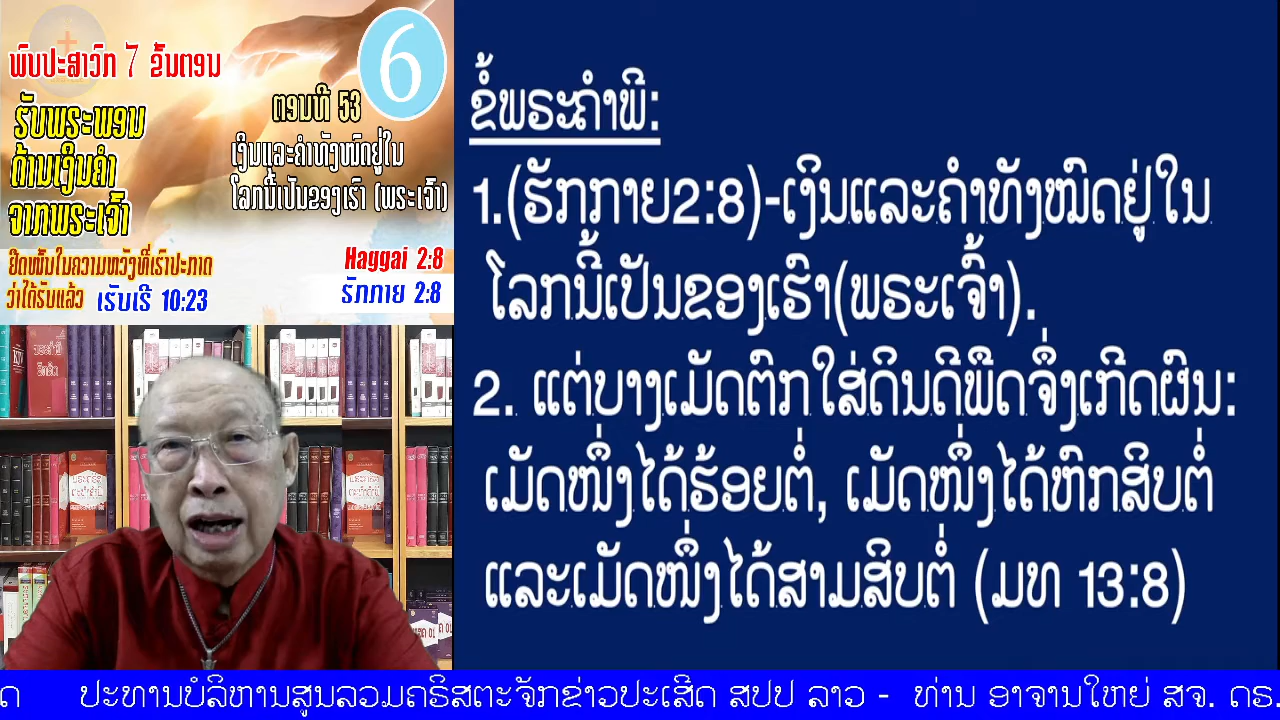 ພົບປະສາວົກ 7 ຂັ້ນຕອນ
6
ຮັບພຣະພອນ
ດ້ານເງິນຄຳ
ຈາກພຣະເຈົ້າ
ຕອນທີ 53
ເງິນແລະຄຳທັງໝົດຢູ່ໃນ
ໂລກນີ້ເປັນຂອງເຮົາ (ພຣະເຈົ້າ)
ຢຶດໝັ້ນໃນຄວາມຫວັງທີ່ເຮົາປະກາດ
ວ່າໄດ້ຮັບແລ້ວ ເຮັບເຣີ 10:23
Haggai 2:8
ຮັກກາຍ 2:8
ຂໍ້ພຣະຄຳພີ:
1.(ຮັກກາຍ2:8)-ເງິນແລະຄຳທັງໝົດຢູ່ໃນ
ໂລກນີ້ເປັນຂອງເຮົາ(ພຣະເຈົ້າ).
2. ແຕ່ບາງເມັດຕົກໃສ່ດິນດີພືດຈຶ່ງເກີດຜົນ:
ເມັດໜຶ່ງໄດ້ຮ້ອຍຕໍ່, ເມັດໜຶ່ງໄດ້ຫົກສິບຕໍ່
ແລະເມັດໜຶ່ງໄດ້ສາມສິບຕໍ່ (ມທ 13:8)
ດ ປະທານບໍລິຫານສູນລວມຄຣິສຕະຈັກຂ່າວປະເສີດ ສປປ ລາວ - ທ່ານ ອາຈານໃຫຍ່ ສຈ. ດຣ.